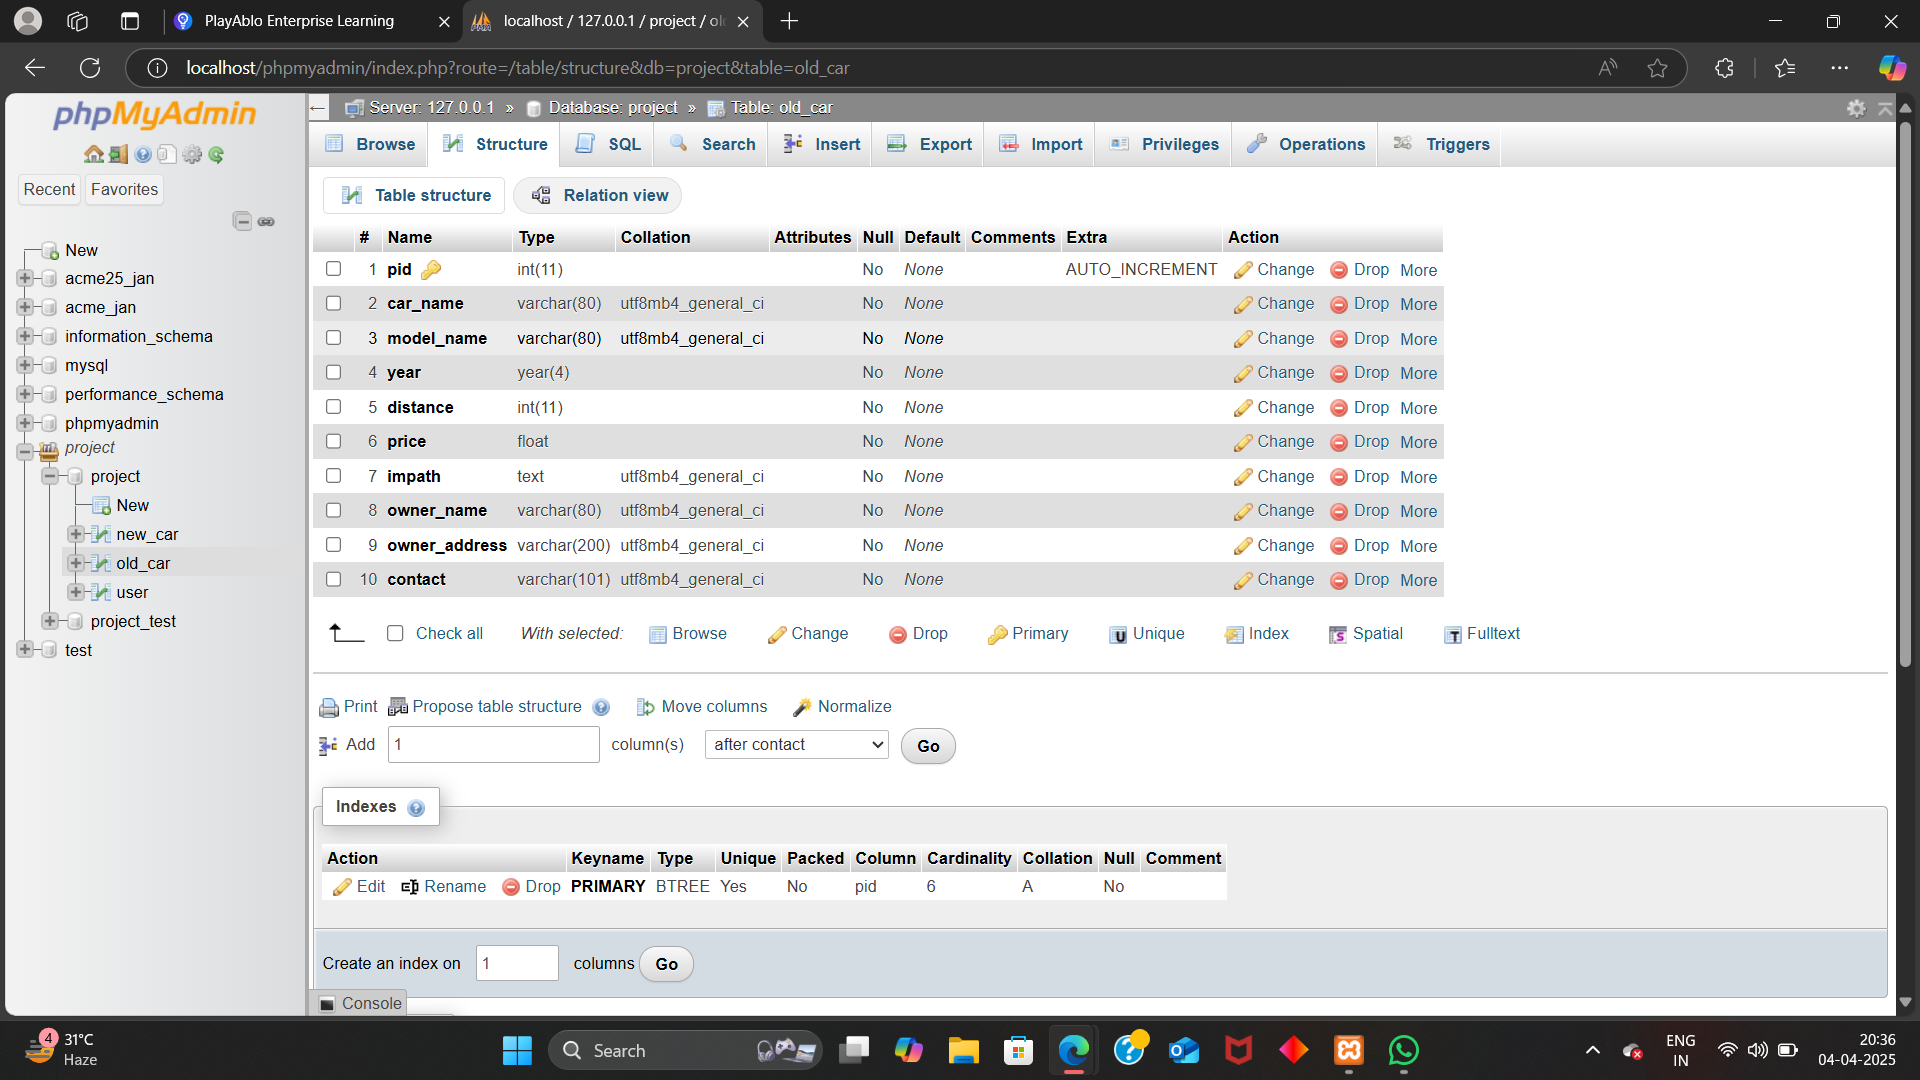 PlayAblo Enterprise Learning
localhost / 127.0.0.1 / project / old
localhost/phpmyadmin/index.php?route=/table/structure&db=project&table=old_car
phpMyAdmin
Recent Favorites
New
acme25_jan
acme_jan
information_schema
mysql
performance_schema
phpmyadmin
project
project
New
new_car
old_car
user
project_test
test
Server: 127.0.0.1 » Database: project » Table: old_car
Browse Structure SQL Search Insert Export Import Privileges Operations Triggers
Table structure Relation view
# Name Type Collation Attributes Null Default Comments Extra Action
1 pid int(11) No None AUTO_INCREMENT Change Drop More
2 car_name varchar(80) utf8mb4_general_ci No None Change Drop More
3 model_name varchar(80) utf8mb4_general_ci No None Change Drop More
4 year year(4) No None Change Drop More
5 distance int(11) No None Change Drop More
6 price float No None Change Drop More
7 impath text utf8mb4_general_ci No None Change Drop More
8 owner_name varchar(80) utf8mb4_general_ci No None Change Drop More
9 owner_address varchar(200) utf8mb4_general_ci No None Change Drop More
10 contact varchar(101) utf8mb4_general_ci No None Change Drop More
Check all With selected: Browse Change Drop Primary Unique Index Spatial Fulltext
Print Propose table structure Move columns Normalize
Add 1 column(s) after contact Go
Indexes
Action Keyname Type Unique Packed Column Cardinality Collation Null Comment
Edit Rename Drop PRIMARY BTREE Yes No pid 6 A No
Create an index on 1 columns Go
Console
4 31°C
Haze
Search
ENG
IN
20:36
04-04-2025